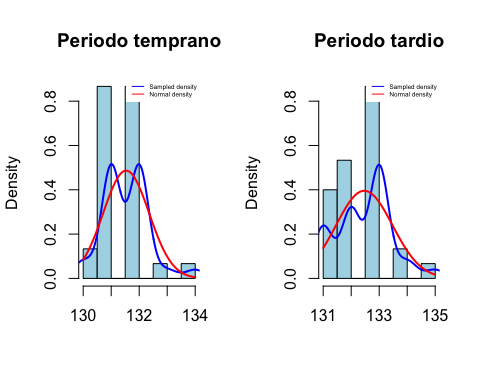 Periodo temprano
Density
0.0 0.2 0.4 0.6 0.8
Sampled density
Normal density
130 132 134
Periodo tardio
Density
0.0 0.2 0.4 0.6 0.8
Sampled density
Normal density
131 133 135